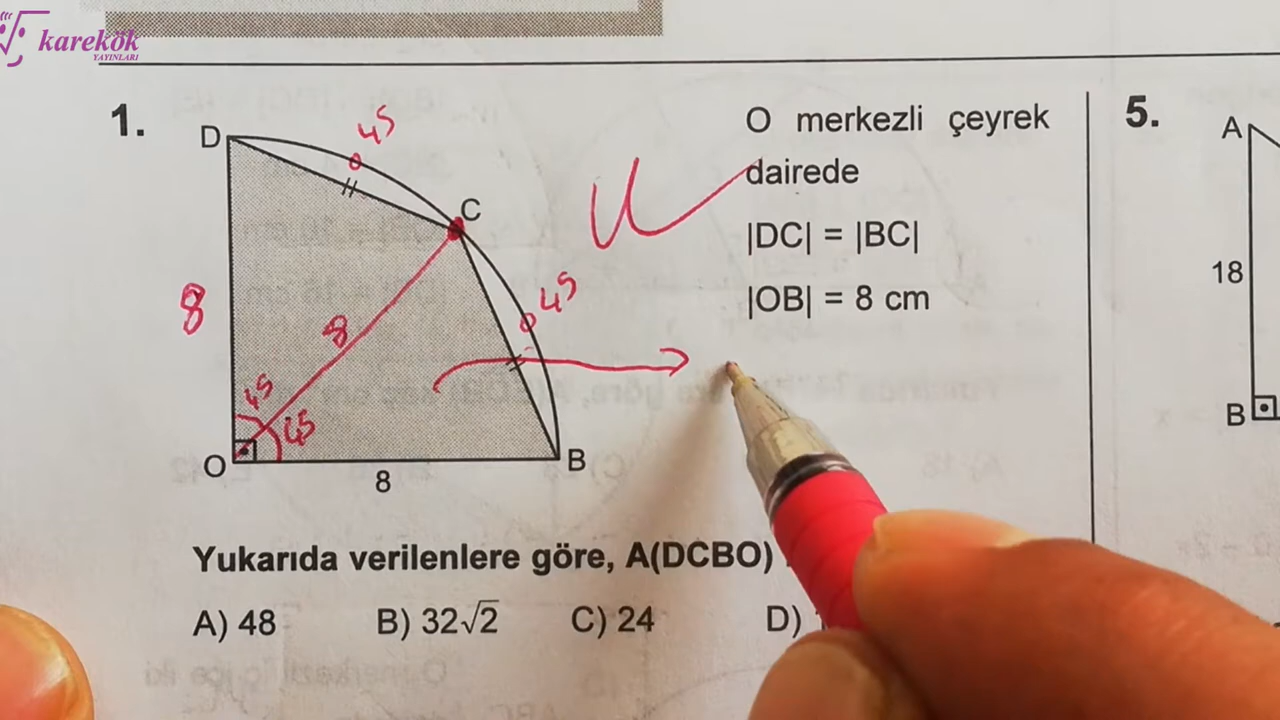 karekök
YAYINLARI
1.
O merkezli çeyrek
dairede
|DC| = |BC|
|OB| = 8 cm
D
45
C
8
8
45
45
45
O
8
B
Yukarıda verilenlere göre, A(DCBO)
A) 48 B) 32√2 C) 24 D)
5.
A
18
B